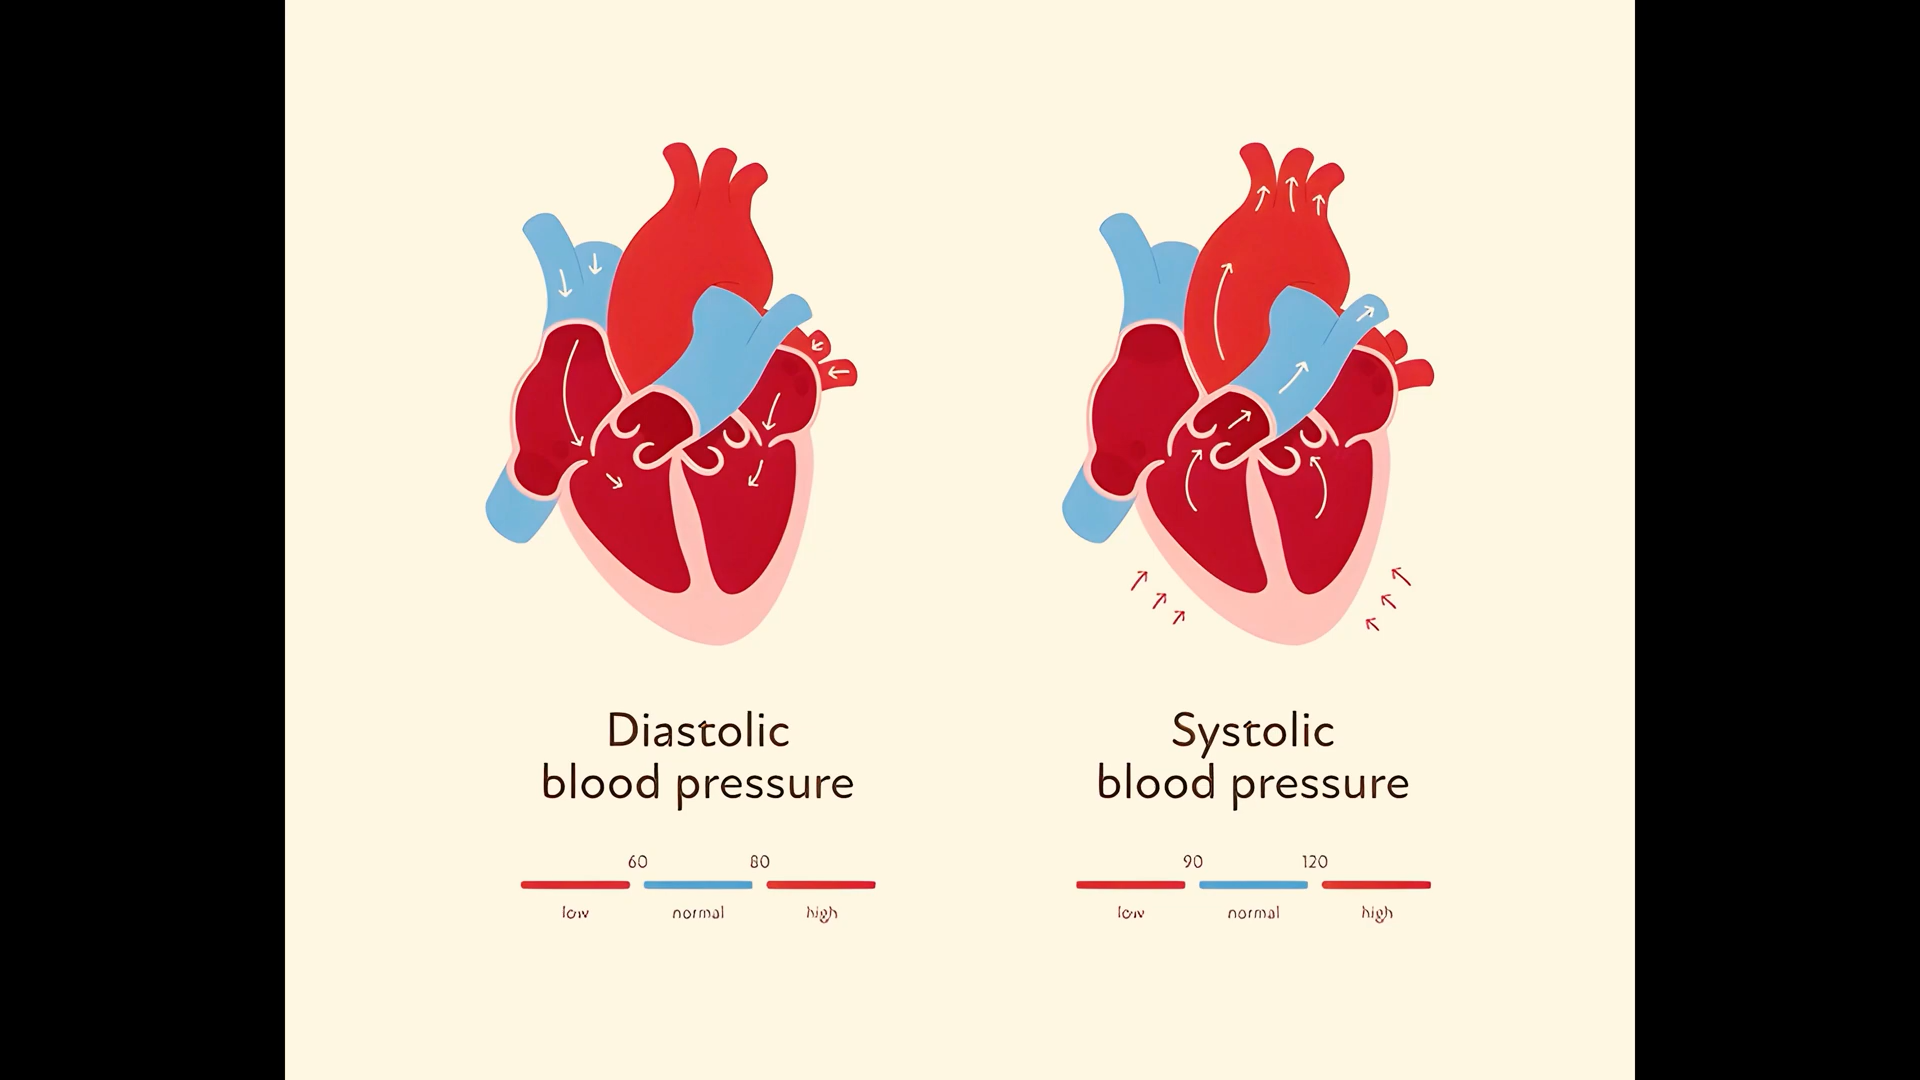 Diastolic
blood pressure
60 80
low normal high
Systolic
blood pressure
90 120
low normal high